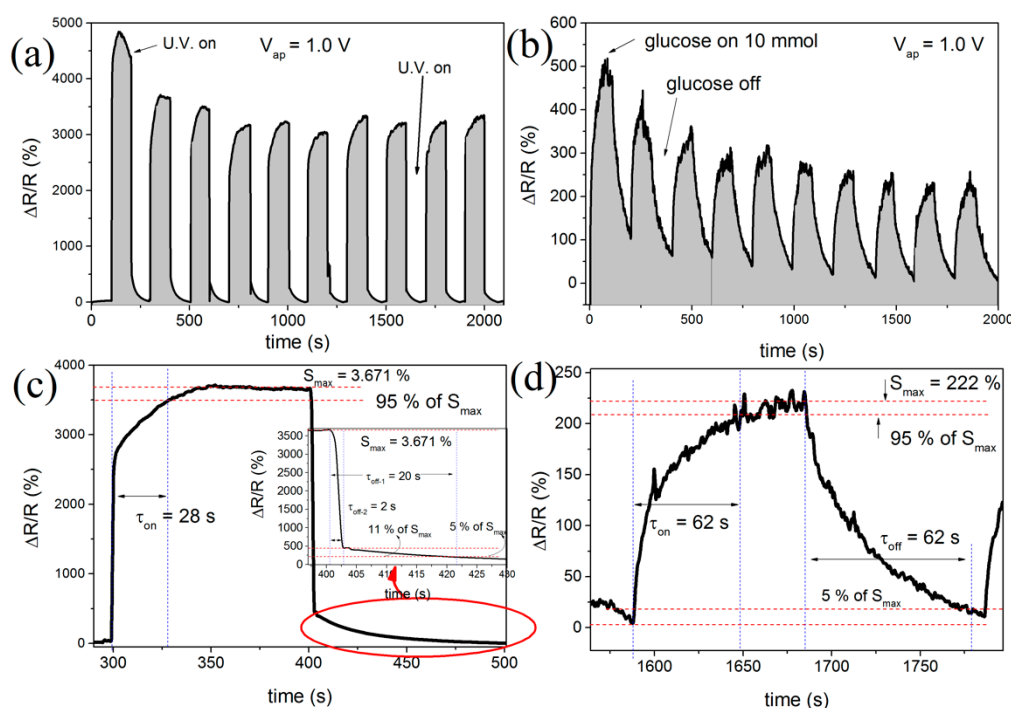 (a)
U.V. on
V_ap = 1.0 V
U.V. on
ΔR/R (%)
5000
4000
3000
2000
1000
0
0
500
1000
1500
2000
time (s)
(b)
glucose on 10 mmol
V_ap = 1.0 V
glucose off
ΔR/R (%)
600
500
400
300
200
100
0
0
500
1000
1500
2000
time (s)
(c)
S_max = 3.671 %
95 % of S_max
τ_on = 28 s
ΔR/R (%)
4000
3000
2000
1000
0
300
350
400
450
500
time (s)
S_max = 3.671 %
τ_off-1 = 20 s
τ_off-2 = 2 s
11 % of S_max
5 % of S_max
ΔR/R (%)
3500
3000
2500
2000
1500
1000
500
0
400
405
410
415
420
425
430
time (s)
(d)
S_max = 222 %
95 % of S_max
τ_on = 62 s
τ_off = 62 s
5 % of S_max
ΔR/R (%)
250
200
150
100
50
0
1600
1650
1700
1750
time (s)